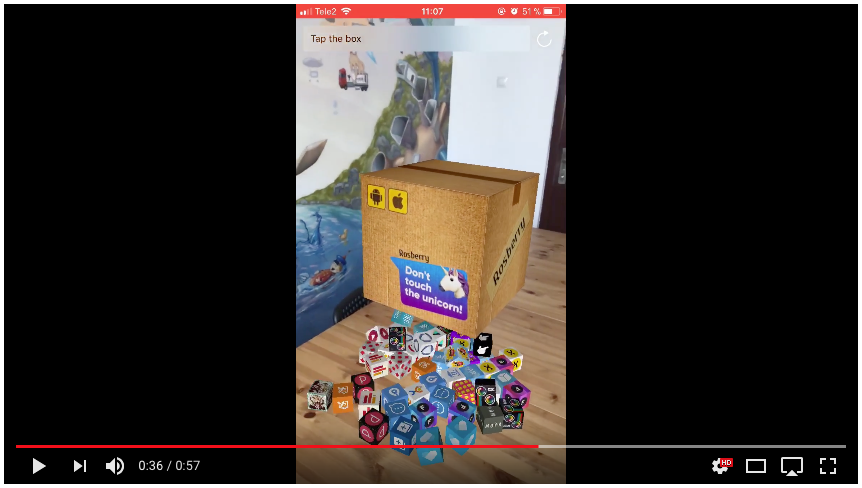 Tele2
11:07
51 %
Tap the box
Rosberry
Rosberry
Don't
touch
the unicorn!
0:36 / 0:57
HD